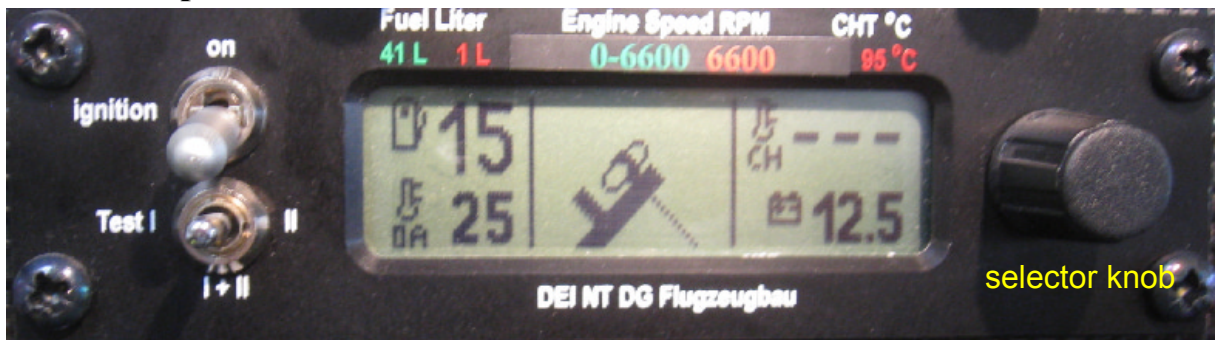 Fuel Liter Engine Speed RPM CHT °C
41 L 1 L 0-6600 6600 95 °C
on
ignition
15
CH - - -
Test I II
OA 25
12.5
I + II
selector knob
DEI NT DG Flugzeugbau